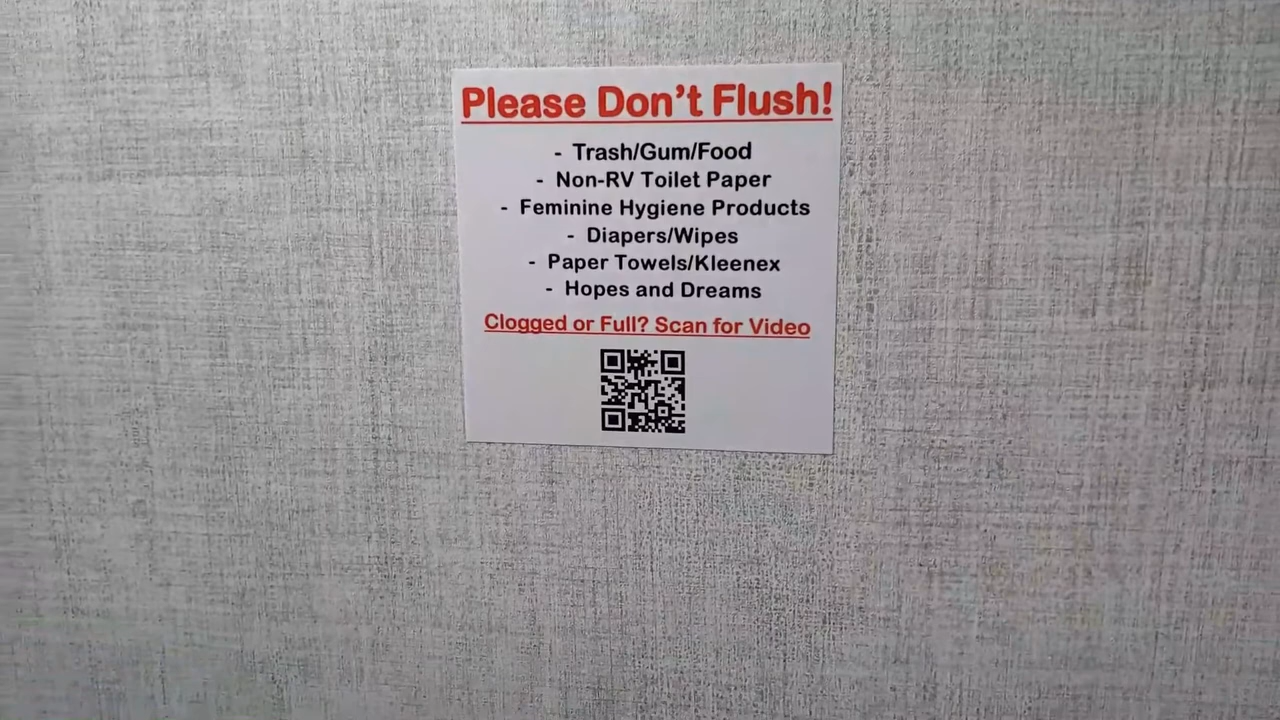 Please Don't Flush!
- Trash/Gum/Food
- Non-RV Toilet Paper
- Feminine Hygiene Products
- Diapers/Wipes
- Paper Towels/Kleenex
- Hopes and Dreams
Clogged or Full? Scan for Video